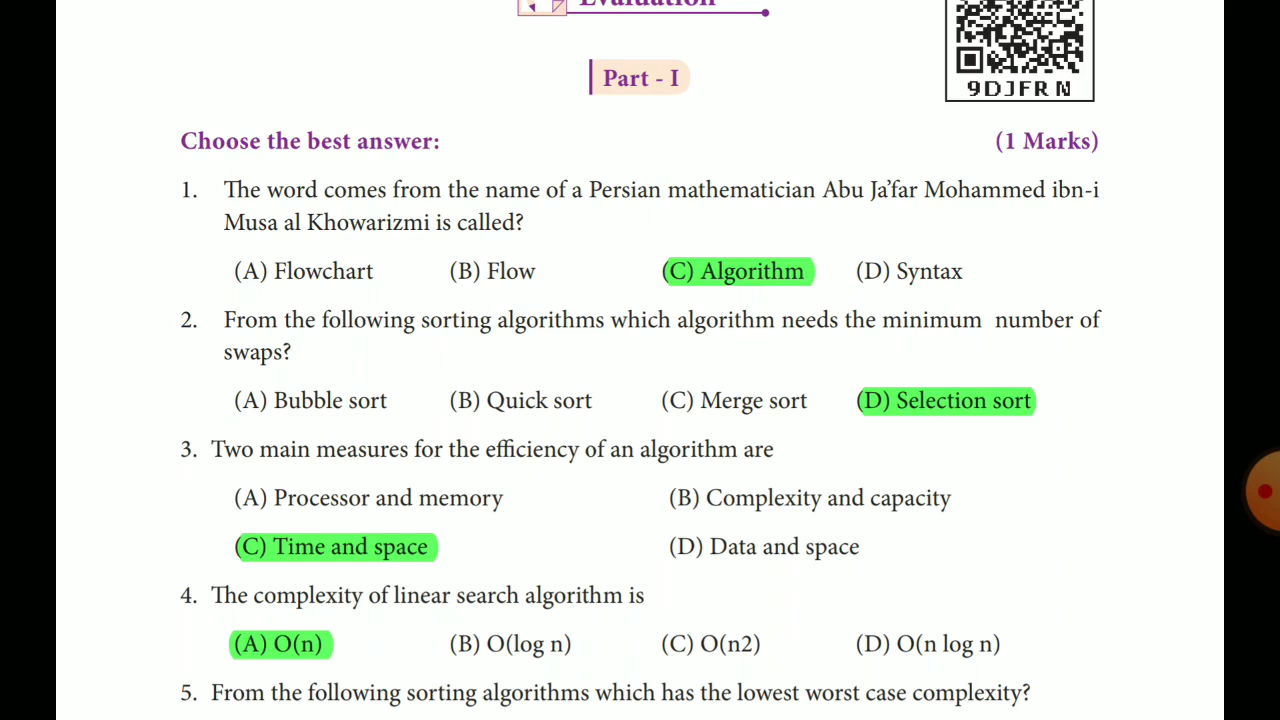 Evaluation
Part - I
9DJFRN
Choose the best answer: (1 Marks)
1. The word comes from the name of a Persian mathematician Abu Ja’far Mohammed ibn-i
Musa al Khowarizmi is called?
(A) Flowchart (B) Flow (C) Algorithm (D) Syntax
2. From the following sorting algorithms which algorithm needs the minimum number of
swaps?
(A) Bubble sort (B) Quick sort (C) Merge sort (D) Selection sort
3. Two main measures for the efficiency of an algorithm are
(A) Processor and memory (B) Complexity and capacity
(C) Time and space (D) Data and space
4. The complexity of linear search algorithm is
(A) O(n) (B) O(log n) (C) O(n2) (D) O(n log n)
5. From the following sorting algorithms which has the lowest worst case complexity?